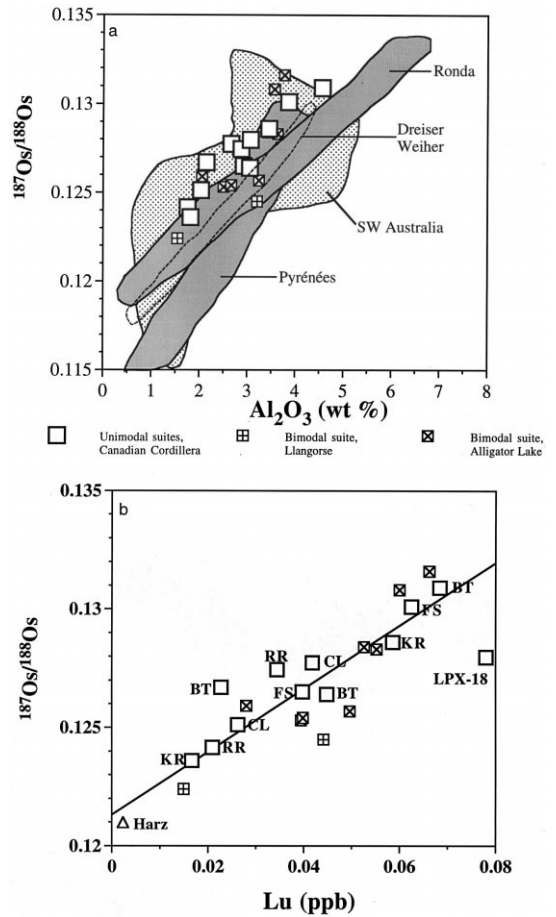 a
0.135
0.13
0.125
0.12
0.115
187Os/188Os
Ronda
Dreiser
Weiher
SW Australia
Pyrénées
0 1 2 3 4 5 6 7 8
Al2O3 (wt %)
Unimodal suites,
Canadian Cordillera
Bimodal suite,
Llangorse
Bimodal suite,
Alligator Lake
b
0.135
0.13
0.125
0.12
187Os/188Os
BT
FS
KR
CL
RR
LPX-18
BT
FS
BT
CL
KR
RR
Harz
0 0.02 0.04 0.06 0.08
Lu (ppb)